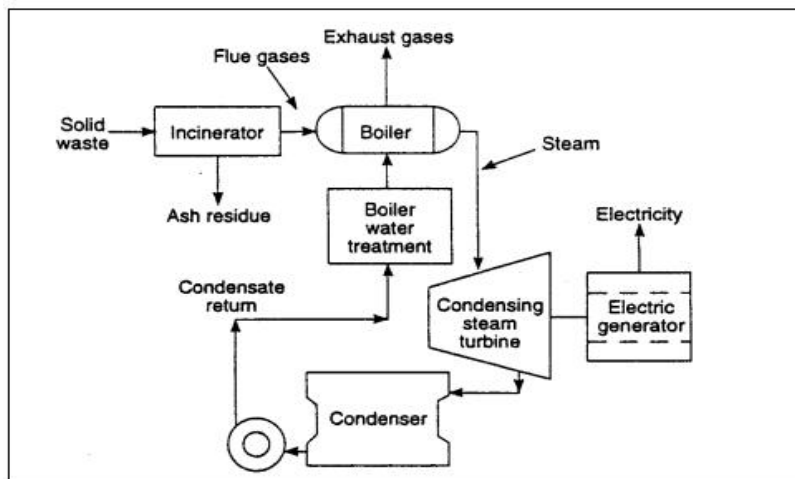 Exhaust gases
Flue gases
Solid
waste
Incinerator
Boiler
Steam
Ash residue
Boiler
water
treatment
Electricity
Condensate
return
Condensing
steam
turbine
Electric
generator
Condenser